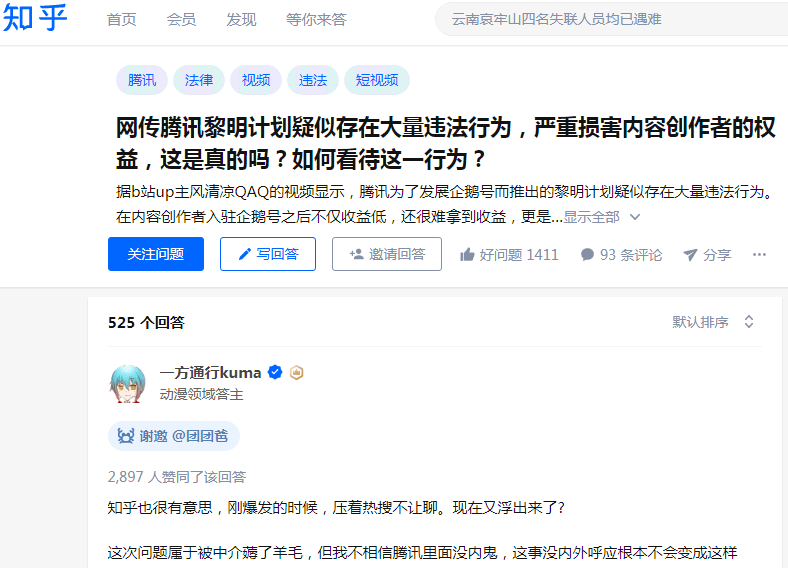 知乎 首页 会员 发现 等你来答 云南哀牢山四名失联人员均已遇难
腾讯 法律 视频 违法 短视频
网传腾讯黎明计划疑似存在大量违法行为，严重损害内容创作者的权
益，这是真的吗？如何看待这一行为？
据b站up主风清凉QAQ的视频显示，腾讯为了发展企鹅号而推出的黎明计划疑似存在大量违法行为。
在内容创作者入驻企鹅号之后不仅收益低，还很难拿到收益，更是...显示全部
关注问题 写回答 邀请回答 好问题 1411 93 条评论 分享 ...
525 个回答 默认排序
一方通行kuma
动漫领域答主
谢邀 @团团爸
2,897 人赞同了该回答
知乎也很有意思，刚爆发的时候，压着热搜不让聊。现在又浮出来了?
这次问题属于被中介薅了羊毛，但我不相信腾讯里面没内鬼，这事没内外呼应根本不会变成这样